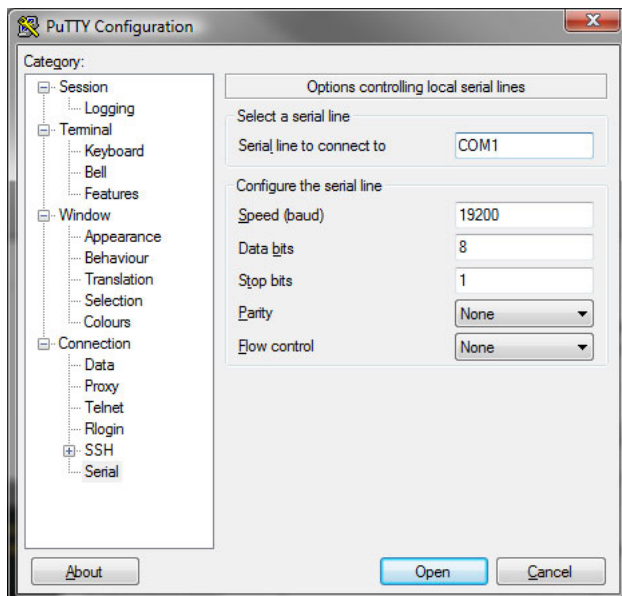 PuTTY Configuration
Category:
Session
Logging
Terminal
Keyboard
Bell
Features
Window
Appearance
Behaviour
Translation
Selection
Colours
Connection
Data
Proxy
Telnet
Rlogin
SSH
Serial
Options controlling local serial lines
Select a serial line
Serial line to connect to COM1
Configure the serial line
Speed (baud) 19200
Data bits 8
Stop bits 1
Parity None
Flow control None
About Open Cancel